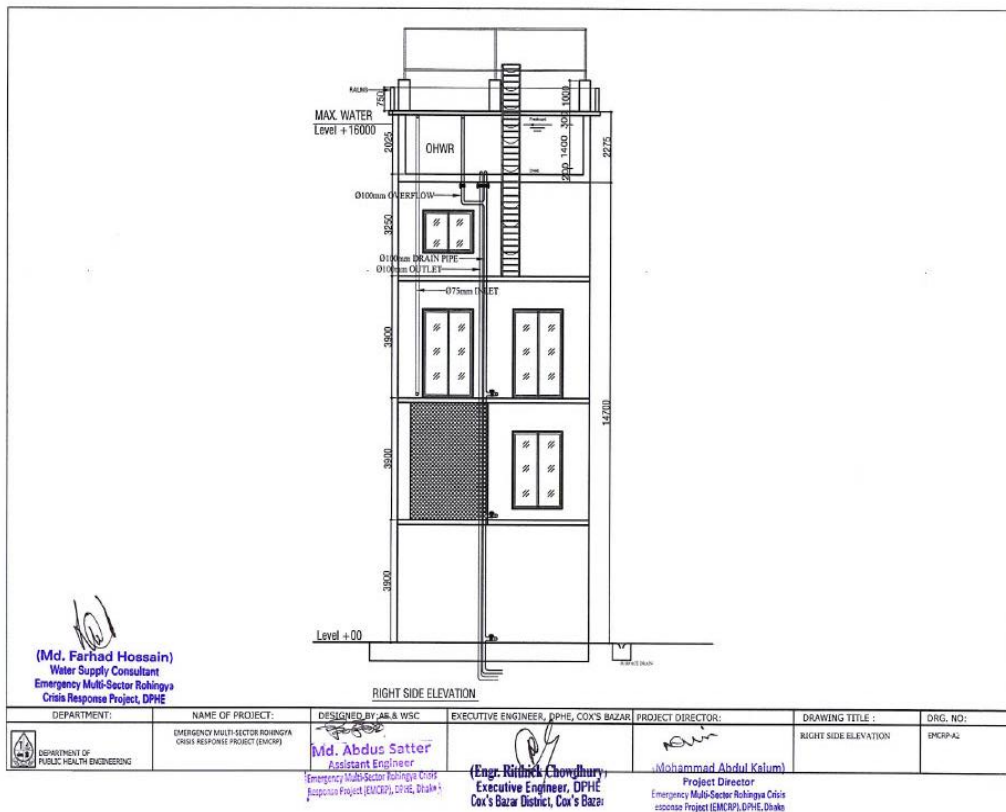 RAILING
750
1000
MAX. WATER
Level +16000
2025
OHWR
Freeboard
300
1400
200
2275
Ø100mm OVERFLOW
3250
Ø100mm DRAIN PIPE
Ø100mm OUTLET
Ø75mm INLET
3900
14700
3900
3900
Level +00
RIGHT SIDE ELEVATION
(Md. Farhad Hossain)
Water Supply Consultant
Emergency Multi-Sector Rohingya
Crisis Response Project, DPHE
DEPARTMENT:
DEPARTMENT OF
PUBLIC HEALTH ENGINEERING
NAME OF PROJECT:
EMERGENCY MULTI-SECTOR ROHINGYA
CRISIS RESPONSE PROJECT (EMCRP)
DESIGNED BY: AE & WSC
Md. Abdus Satter
Assistant Engineer
Emergency Multi-Sector Rohingya Crisis
Response Project (EMCRP), DPHE, Dhaka
EXECUTIVE ENGINEER, DPHE, COX'S BAZAR
(Engr. Ritthick Chowdhury)
Executive Engineer, DPHE
Cox's Bazar District, Cox's Bazar
PROJECT DIRECTOR:
Mohammad Abdul Kaium)
Project Director
Emergency Multi-Sector Rohingya Crisis
esponse Project (EMCRP), DPHE, Dhaka
DRAWING TITLE :
RIGHT SIDE ELEVATION
DRG. NO:
EMCRP-A2